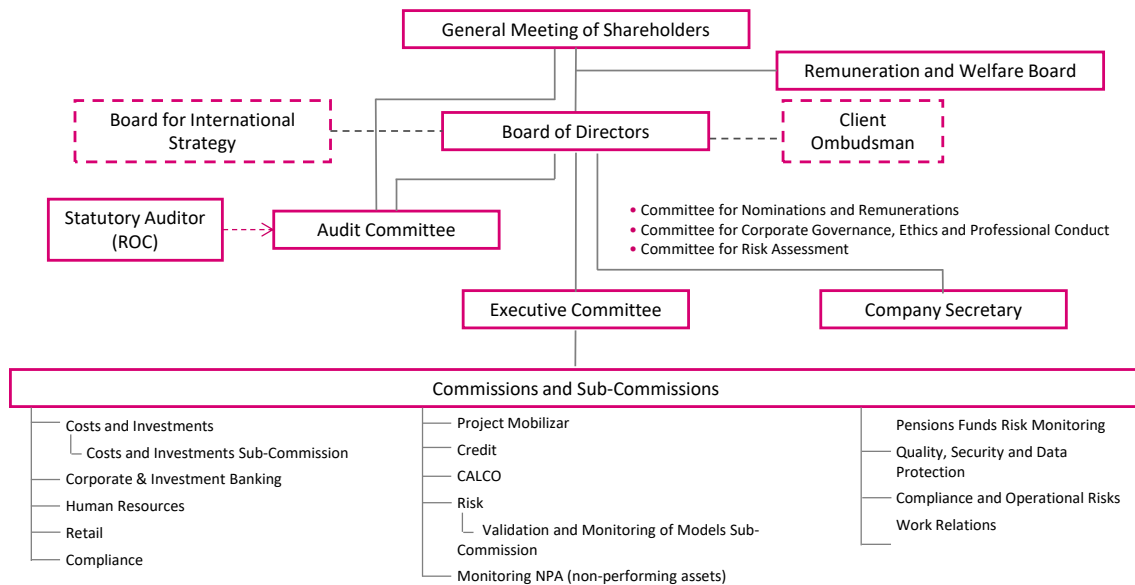 General Meeting of Shareholders
Remuneration and Welfare Board
Board for International
Strategy
Board of Directors
Client
Ombudsman
Statutory Auditor
(ROC)
Audit Committee
• Committee for Nominations and Remunerations
• Committee for Corporate Governance, Ethics and Professional Conduct
• Committee for Risk Assessment
Executive Committee
Company Secretary
Commissions and Sub-Commissions
Costs and Investments
Costs and Investments Sub-Commission
Corporate & Investment Banking
Human Resources
Retail
Compliance
Project Mobilizar
Credit
CALCO
Risk
Validation and Monitoring of Models Sub-
Commission
Monitoring NPA (non-performing assets)
Pensions Funds Risk Monitoring
Quality, Security and Data
Protection
Compliance and Operational Risks
Work Relations